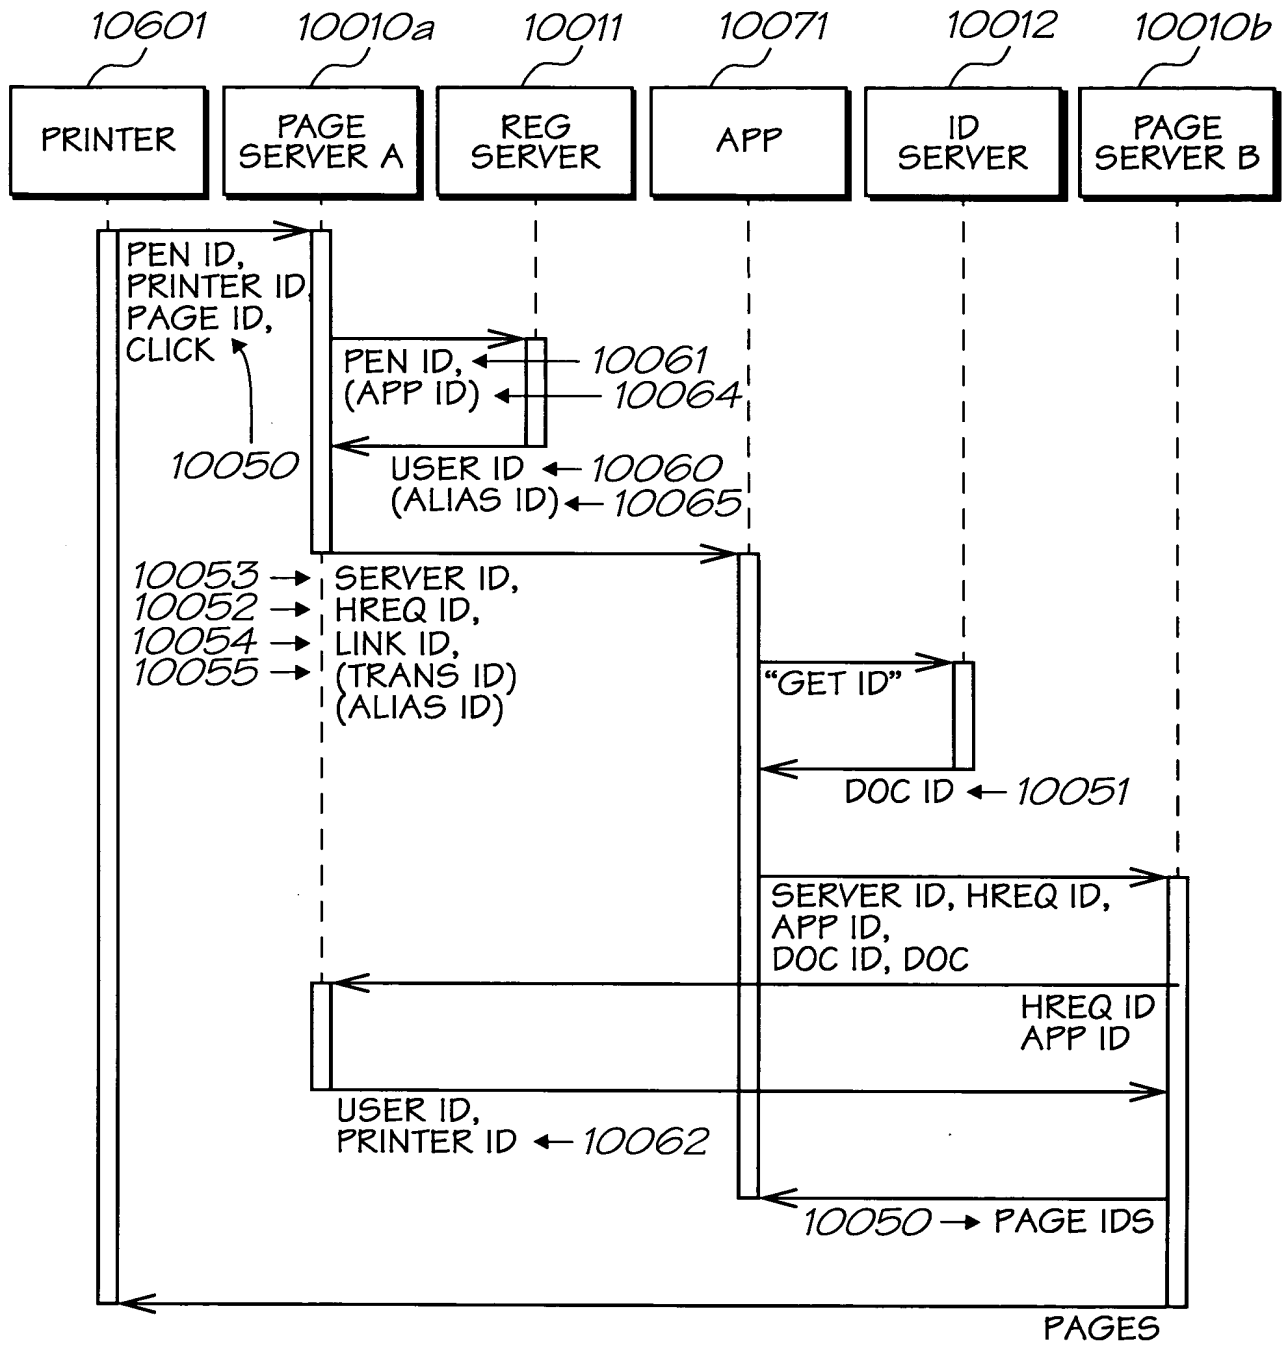 10601 10010a 10011 10071 10012 10010b
PRINTER
PAGE
SERVER A
REG
SERVER
APP
ID
SERVER
PAGE
SERVER B
PEN ID,
PRINTER ID,
PAGE ID,
CLICK
10050
PEN ID, 10061
(APP ID) 10064
USER ID 10060
(ALIAS ID) 10065
10053 SERVER ID,
10052 HREQ ID,
10054 LINK ID,
10055 (TRANS ID)
(ALIAS ID)
“GET ID”
DOC ID 10051
SERVER ID, HREQ ID,
APP ID,
DOC ID, DOC
HREQ ID
APP ID
USER ID,
PRINTER ID 10062
10050 PAGE IDS
PAGES